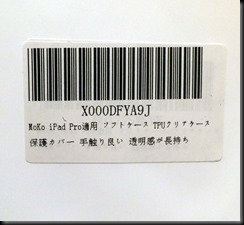 X000DFYA9J
MoKo iPad Pro適用 ソフトケース TPUクリアケース
保護カバー 手触り良い 透明感が長持ち